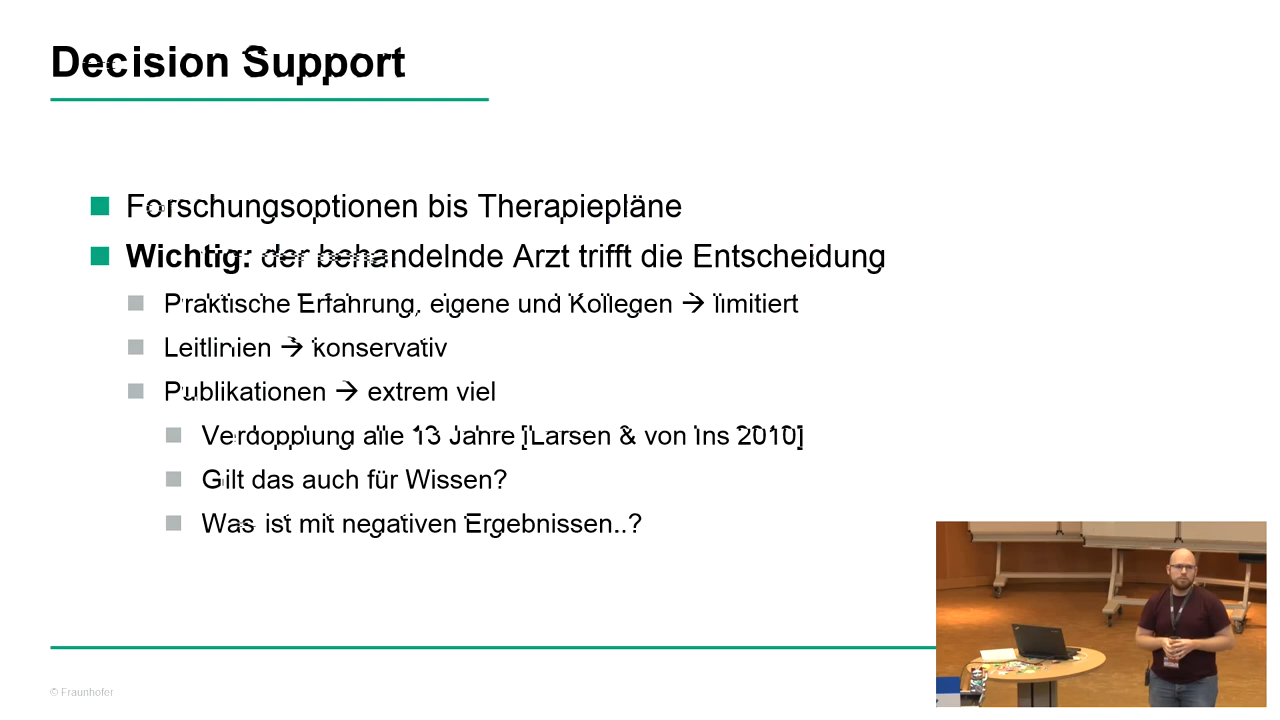 Decision Support
Forschungsoptionen bis Therapiepläne
Wichtig: der behandelnde Arzt trifft die Entscheidung
Praktische Erfahrung, eigene und Kollegen → limitiert
Leitlinien → konservativ
Publikationen → extrem viel
Verdopplung alle 13 Jahre [Larsen & von Ins 2010]
Gilt das auch für Wissen?
Was ist mit negativen Ergebnissen..?
© Fraunhofer